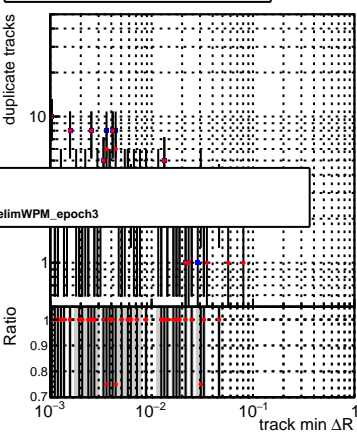 duplicate tracks
10
elimWPM_epoch3
1
Ratio
1
0.9
0.8
0.7
10⁻³ 10⁻² 10⁻¹ 1
track min ΔR